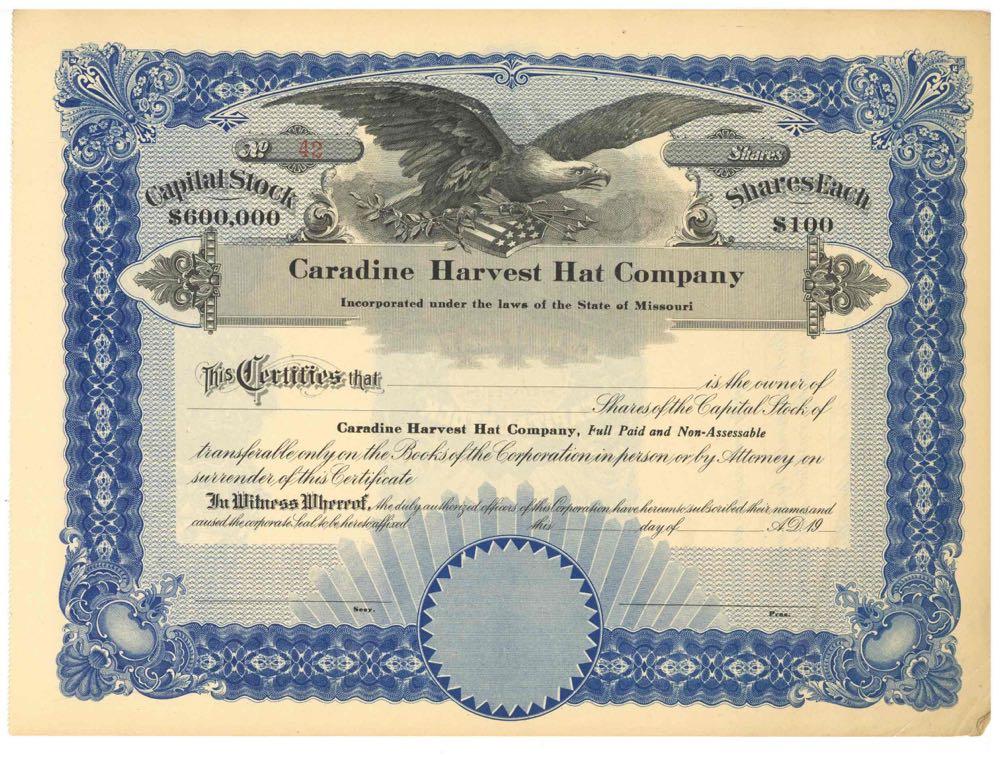 No 42
Shares
Capital Stock
$600,000
Shares Each
$100
Caradine Harvest Hat Company
Incorporated under the laws of the State of Missouri
This Certifies that is the owner of
Shares of the Capital Stock of
Caradine Harvest Hat Company, Full Paid and Non-Assessable
transferable only on the Books of the Corporation in person or by Attorney on
surrender of this Certificate
In Witness Whereof, the duly authorized officers of this Corporation have hereunto subscribed their names and
caused the corporate Seal to be hereto affixed this day of A.D. 19
Secy.
Pres.